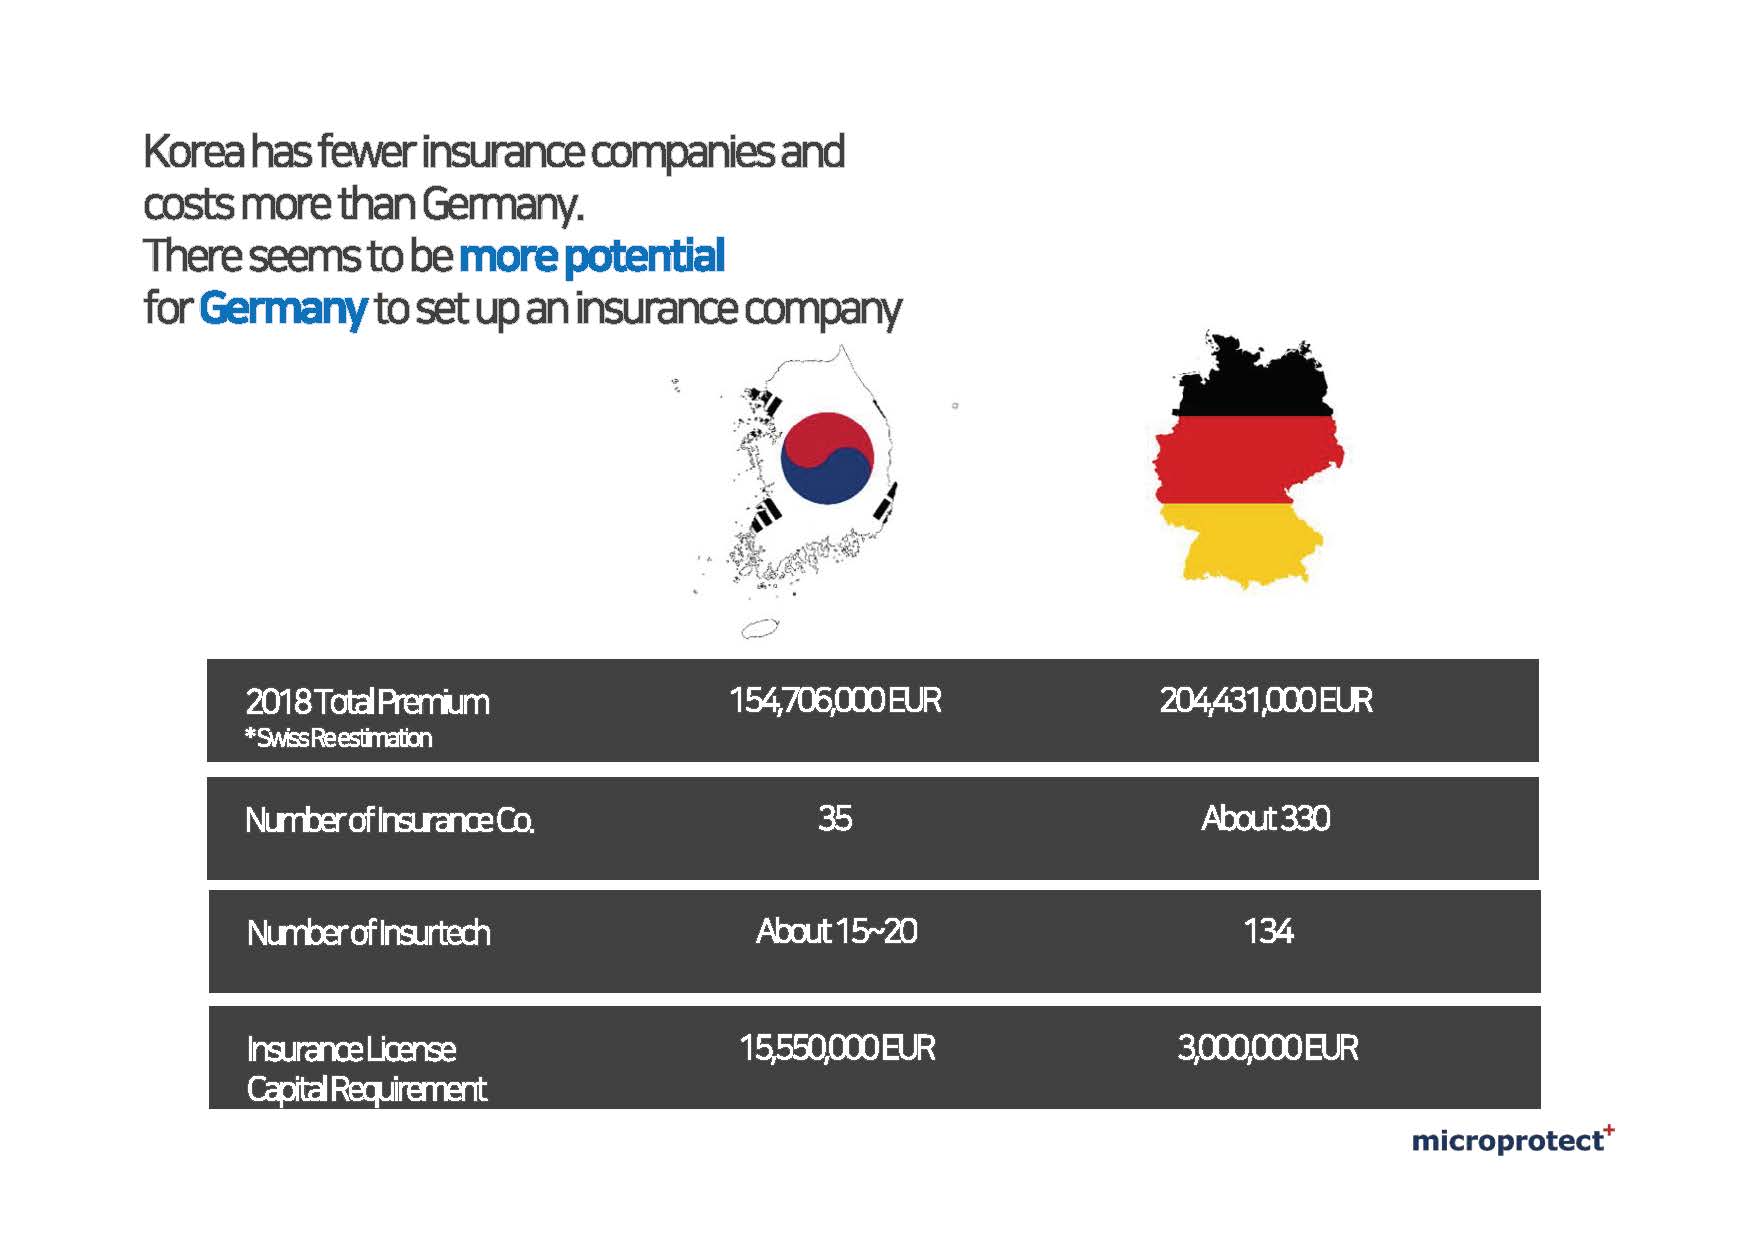 Korea has fewer insurance companies and
costs more than Germany.
There seems to be more potential
for Germany to set up an insurance company
2018 Total Premium 154,706,000 EUR 204,431,000 EUR
*Swiss Re estimation
Number of Insurance Co. 35 About 330
Number of Insurtech About 15~20 134
Insurance License 15,550,000 EUR 3,000,000 EUR
Capital Requirement
microprotect+